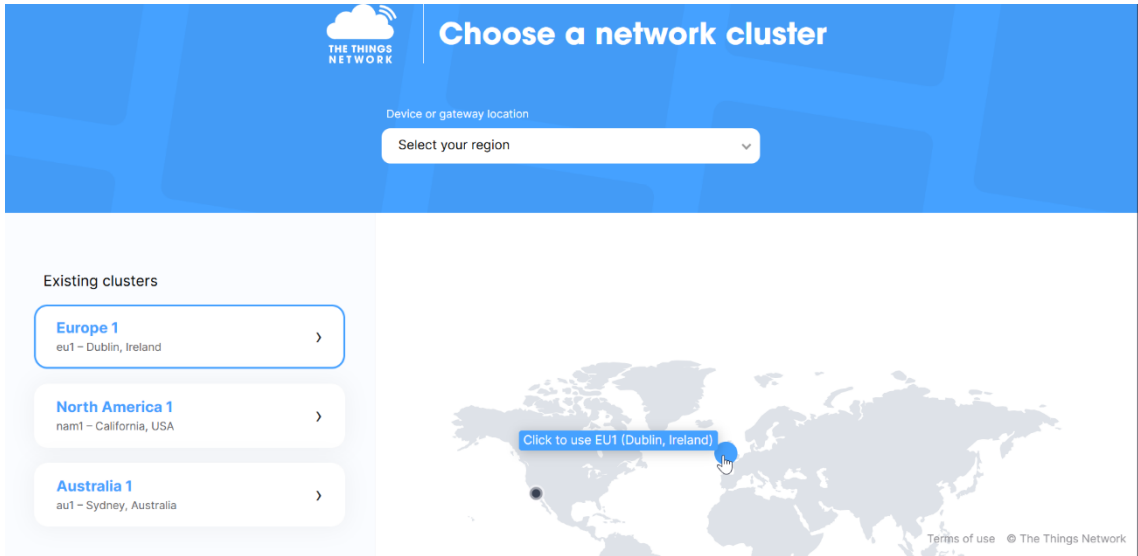 THE THINGS
NETWORK
Choose a network cluster
Device or gateway location
Select your region
Existing clusters
Europe 1
eu1 – Dublin, Ireland
North America 1
nam1 – California, USA
Australia 1
au1 – Sydney, Australia
Click to use EU1 (Dublin, Ireland)
Terms of use © The Things Network